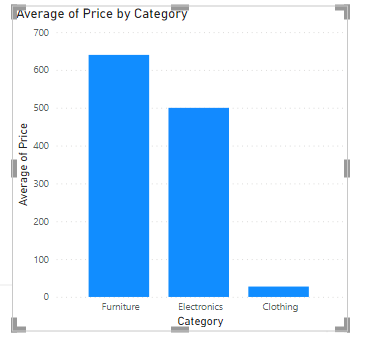 Average of Price by Category
700
600
500
400
300
200
100
0
Average of Price
Furniture Electronics Clothing
Category